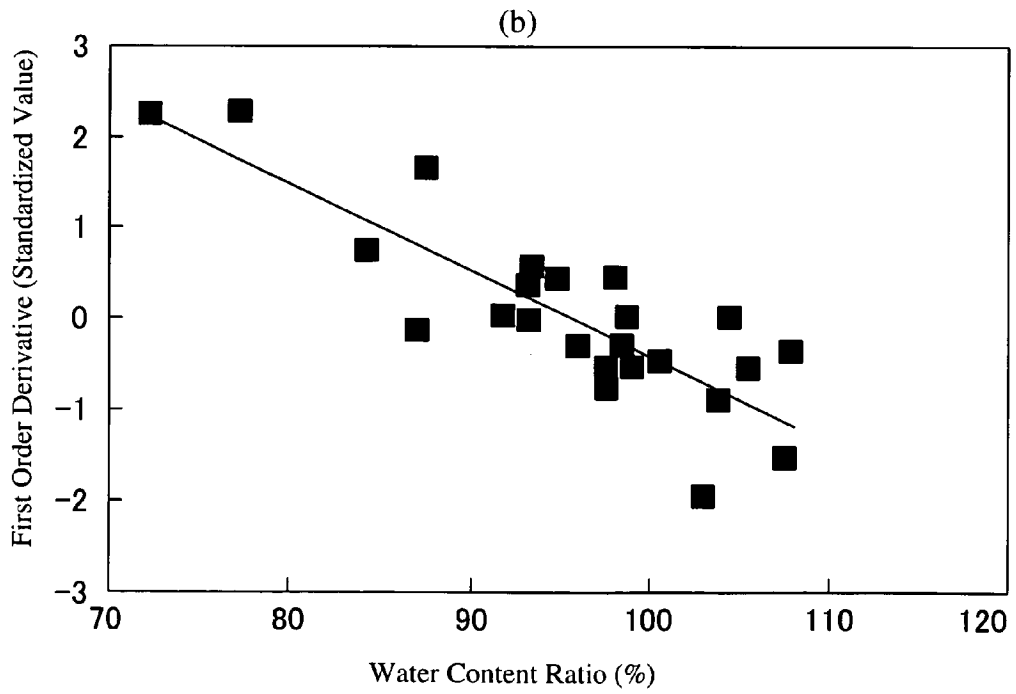 (b)
First Order Derivative (Standardized Value)
3
2
1
0
−1
−2
−3
70 80 90 100 110 120
Water Content Ratio (%)